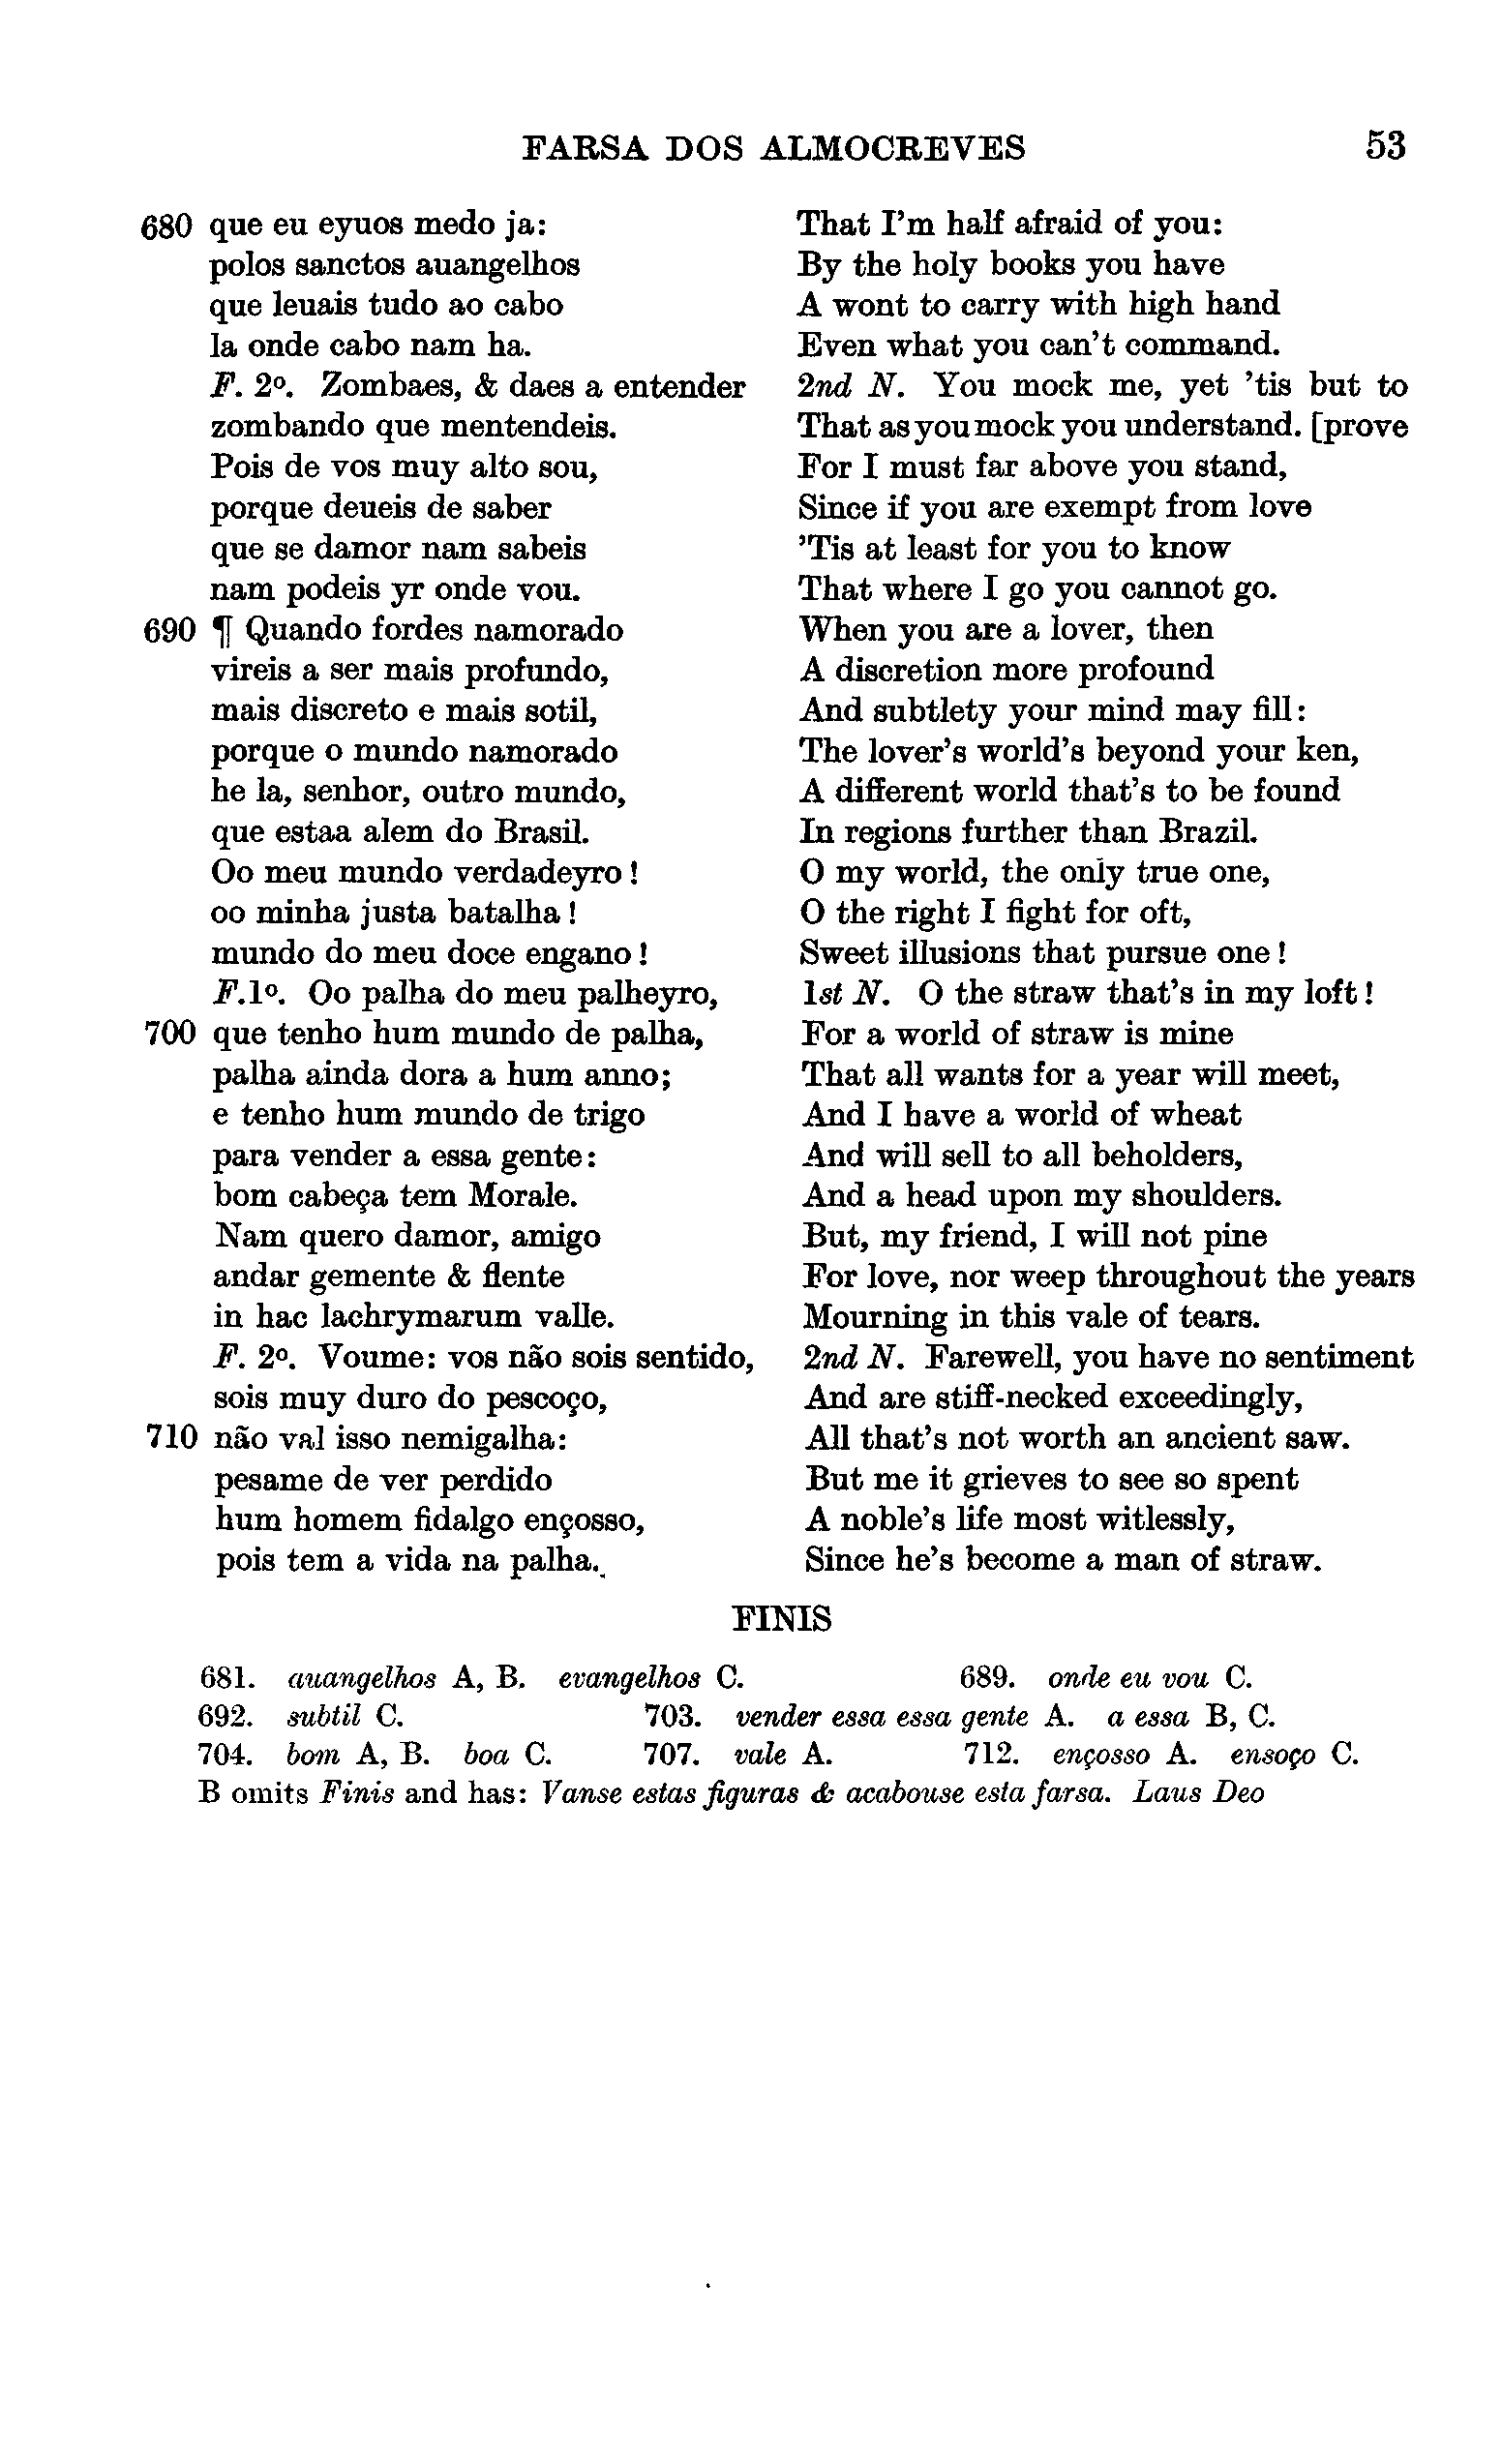 FARSA DOS ALMOCREVES 53
680 que eu eyuos medo ja:
polos sanctos auangelhos
que leuais tudo ao cabo
la onde cabo nam ha.
F. 2º. Zombaes, & daes a entender
zombando que mentendeis.
Pois de vos muy alto sou,
porque deueis de saber
que se damor nam sabeis
nam podeis yr onde vou.
690 ¶ Quando fordes namorado
vireis a ser mais profundo,
mais discreto e mais sotil,
porque o mundo namorado
he la, senhor, outro mundo,
que estaa alem do Brasil.
Oo meu mundo verdadeyro!
oo minha justa batalha!
mundo do meu doce engano!
F.1º. Oo palha do meu palheyro,
700 que tenho hum mundo de palha,
palha ainda dora a hum anno;
e tenho hum mundo de trigo
para vender a essa gente:
bom cabeça tem Morale.
Nam quero damor, amigo
andar gemente & flente
in hac lachrymarum valle.
F. 2º. Voume: vos não sois sentido,
sois muy duro do pescoço,
710 não val isso nemigalha:
pesame de ver perdido
hum homem fidalgo ençosso,
pois tem a vida na palha.
That I'm half afraid of you:
By the holy books you have
A wont to carry with high hand
Even what you can't command.
2nd N. You mock me, yet 'tis but to
That as you mock you understand. [prove
For I must far above you stand,
Since if you are exempt from love
'Tis at least for you to know
That where I go you cannot go.
When you are a lover, then
A discretion more profound
And subtlety your mind may fill:
The lover's world's beyond your ken,
A different world that's to be found
In regions further than Brazil.
O my world, the only true one,
O the right I fight for oft,
Sweet illusions that pursue one!
1st N. O the straw that's in my loft!
For a world of straw is mine
That all wants for a year will meet,
And I have a world of wheat
And will sell to all beholders,
And a head upon my shoulders.
But, my friend, I will not pine
For love, nor weep throughout the years
Mourning in this vale of tears.
2nd N. Farewell, you have no sentiment
And are stiff-necked exceedingly,
All that's not worth an ancient saw.
But me it grieves to see so spent
A noble's life most witlessly,
Since he's become a man of straw.
FINIS
681. auangelhos A, B. evangelhos C. 689. onde eu vou C.
692. subtil C. 703. vender essa essa gente A. a essa B, C.
704. bom A, B. boa C. 707. vale A. 712. ençosso A. ensoço C.
B omits Finis and has: Vanse estas figuras & acabouse esta farsa. Laus Deo